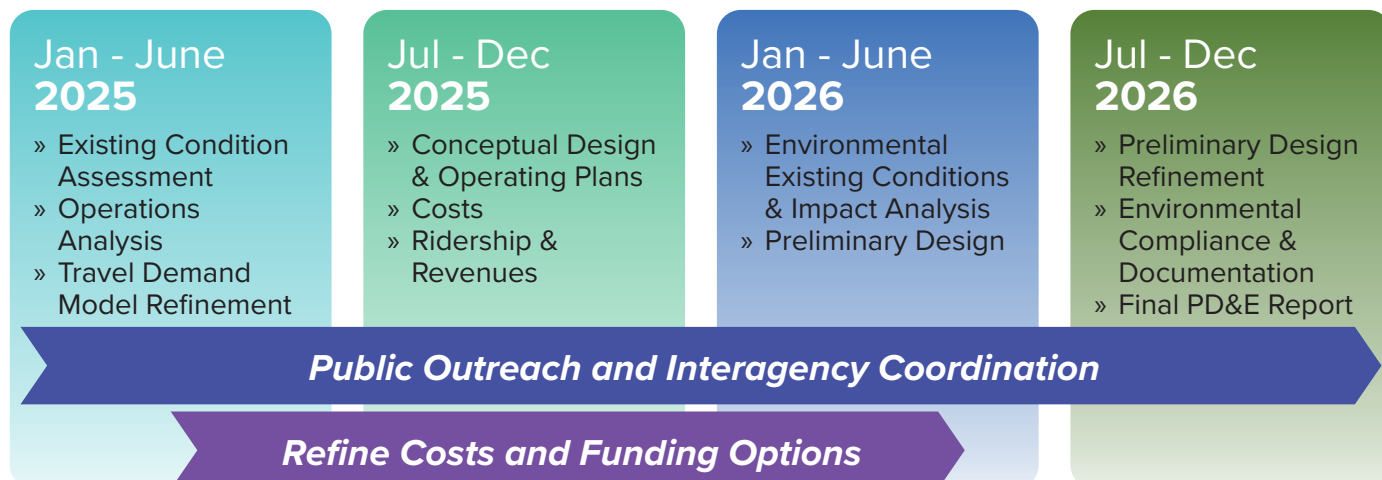 Jan - June
2025
» Existing Condition
Assessment
» Operations
Analysis
» Travel Demand
Model Refinement
Jul - Dec
2025
» Conceptual Design
& Operating Plans
» Costs
» Ridership &
Revenues
Jan - June
2026
» Environmental
Existing Conditions
& Impact Analysis
» Preliminary Design
Jul - Dec
2026
» Preliminary Design
Refinement
» Environmental
Compliance &
Documentation
» Final PD&E Report
Public Outreach and Interagency Coordination
Refine Costs and Funding Options